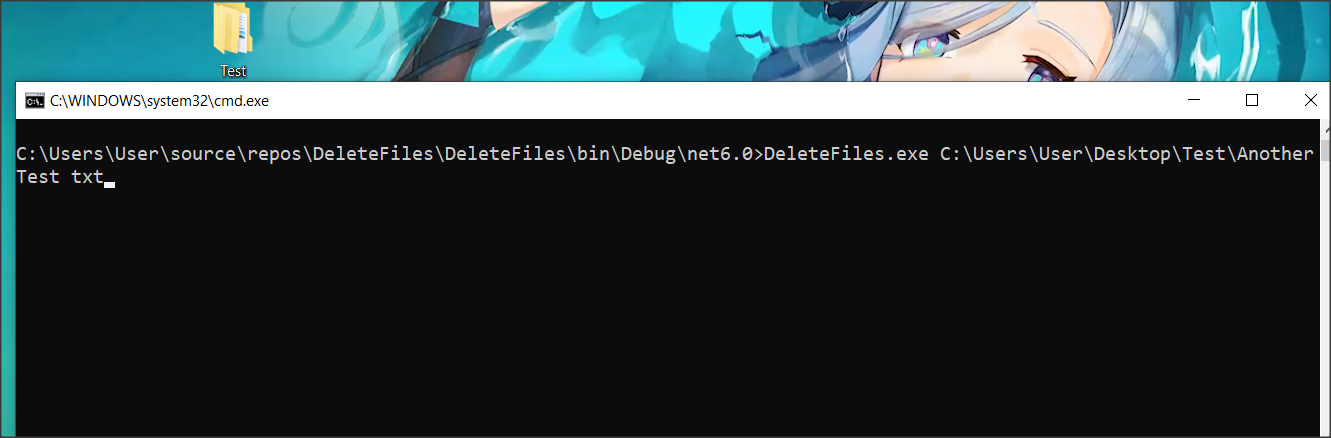 Test
C:\WINDOWS\system32\cmd.exe
C:\Users\User\source\repos\DeleteFiles\DeleteFiles\bin\Debug\net6.0>DeleteFiles.exe C:\Users\User\Desktop\Test\Another
Test txt